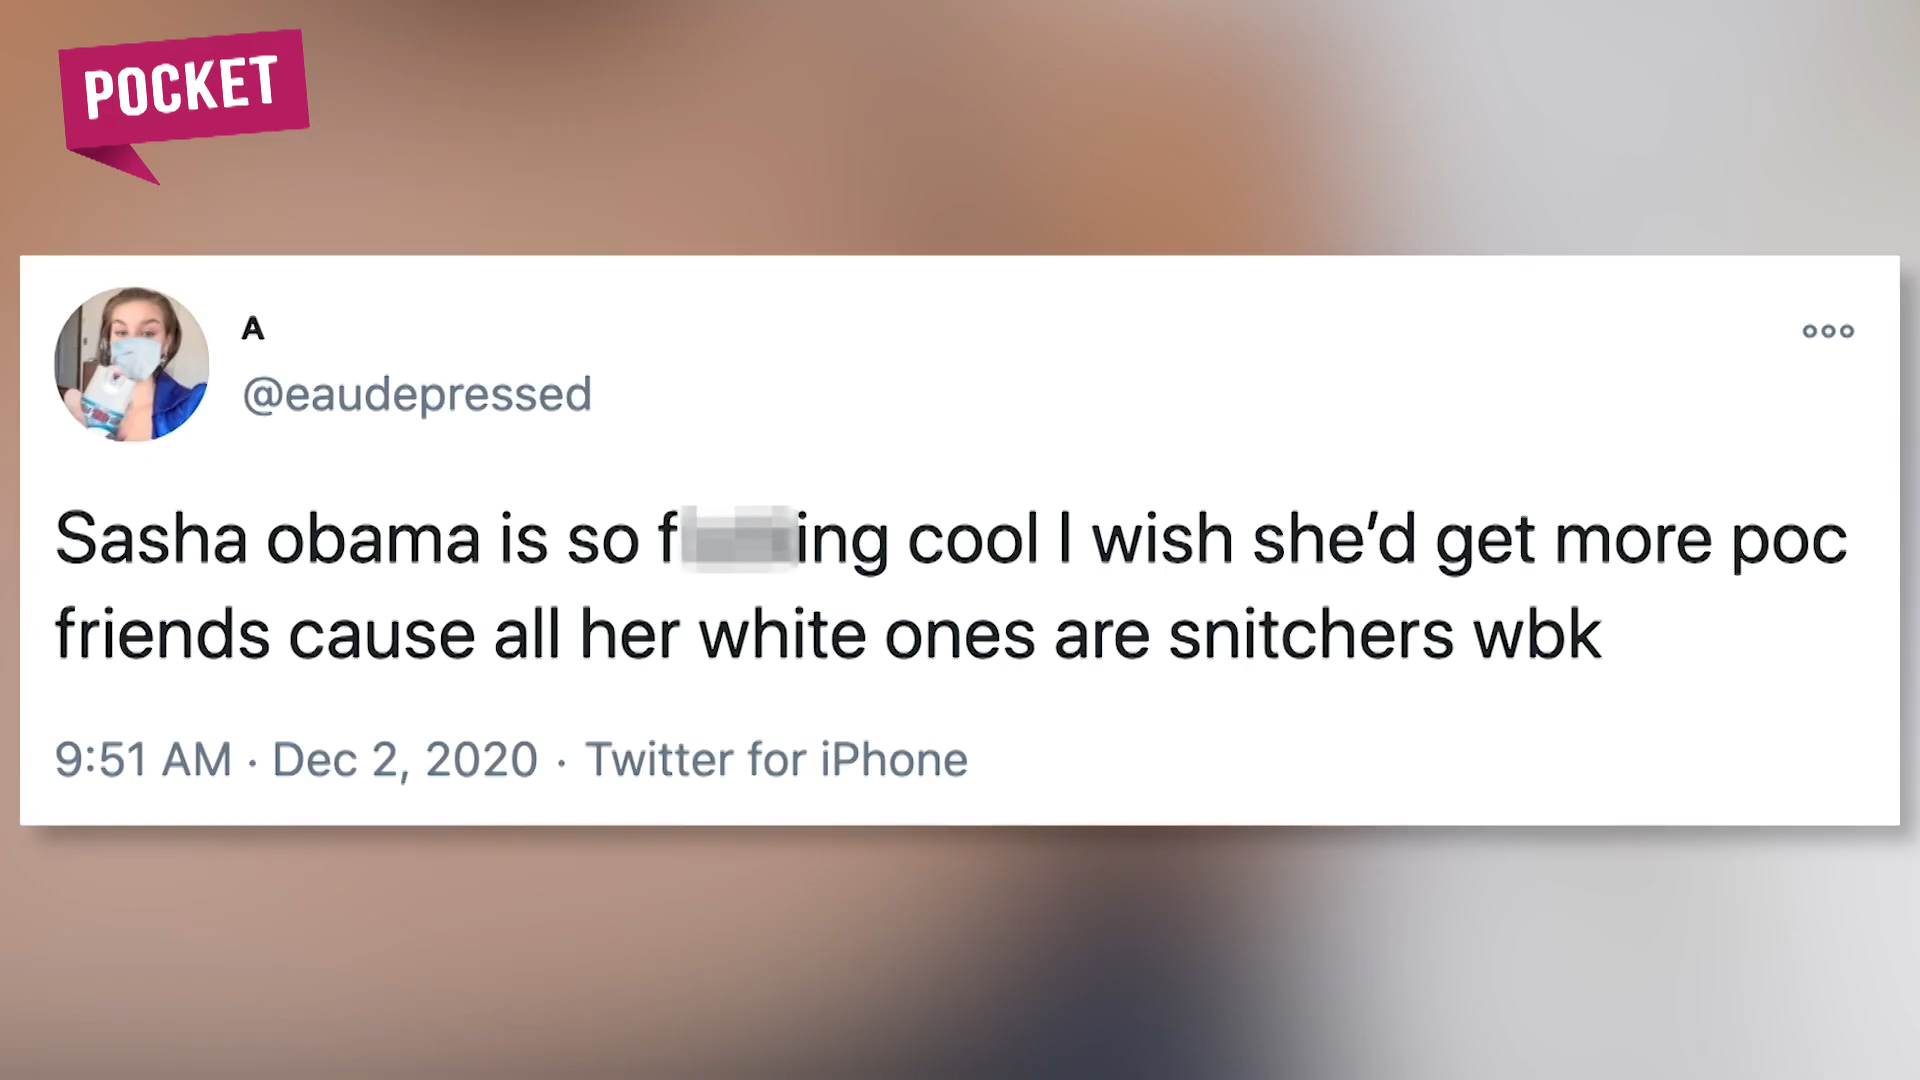 POCKET
A
@eaudepressed
Sasha obama is so f ing cool I wish she’d get more poc
friends cause all her white ones are snitchers wbk
9:51 AM · Dec 2, 2020 · Twitter for iPhone